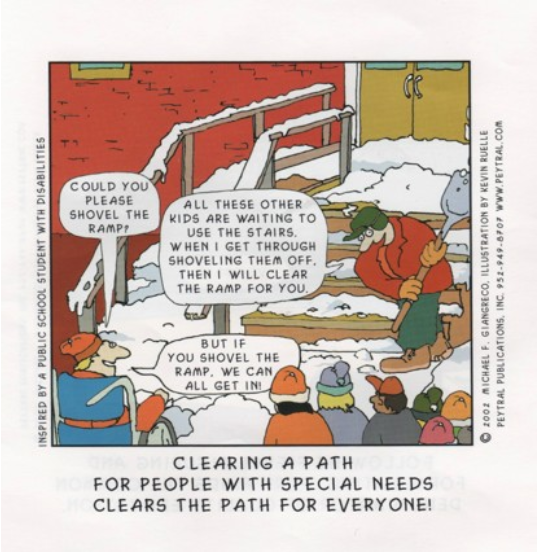 COULD YOU
PLEASE
SHOVEL THE
RAMP?
ALL THESE OTHER
KIDS ARE WAITING TO
USE THE STAIRS.
WHEN I GET THROUGH
SHOVELING THEM OFF,
THEN I WILL CLEAR
THE RAMP FOR YOU.
BUT IF
YOU SHOVEL THE
RAMP, WE CAN
ALL GET IN!
INSPIRED BY A PUBLIC SCHOOL STUDENT WITH DISABILITIES
© 2002 MICHAEL F. GIANGRECO, ILLUSTRATION BY KEVIN RUELLE
PEYTRAL PUBLICATIONS, INC. 952-949-8707 WWW.PEYTRAL.COM
CLEARING A PATH
FOR PEOPLE WITH SPECIAL NEEDS
CLEARS THE PATH FOR EVERYONE!